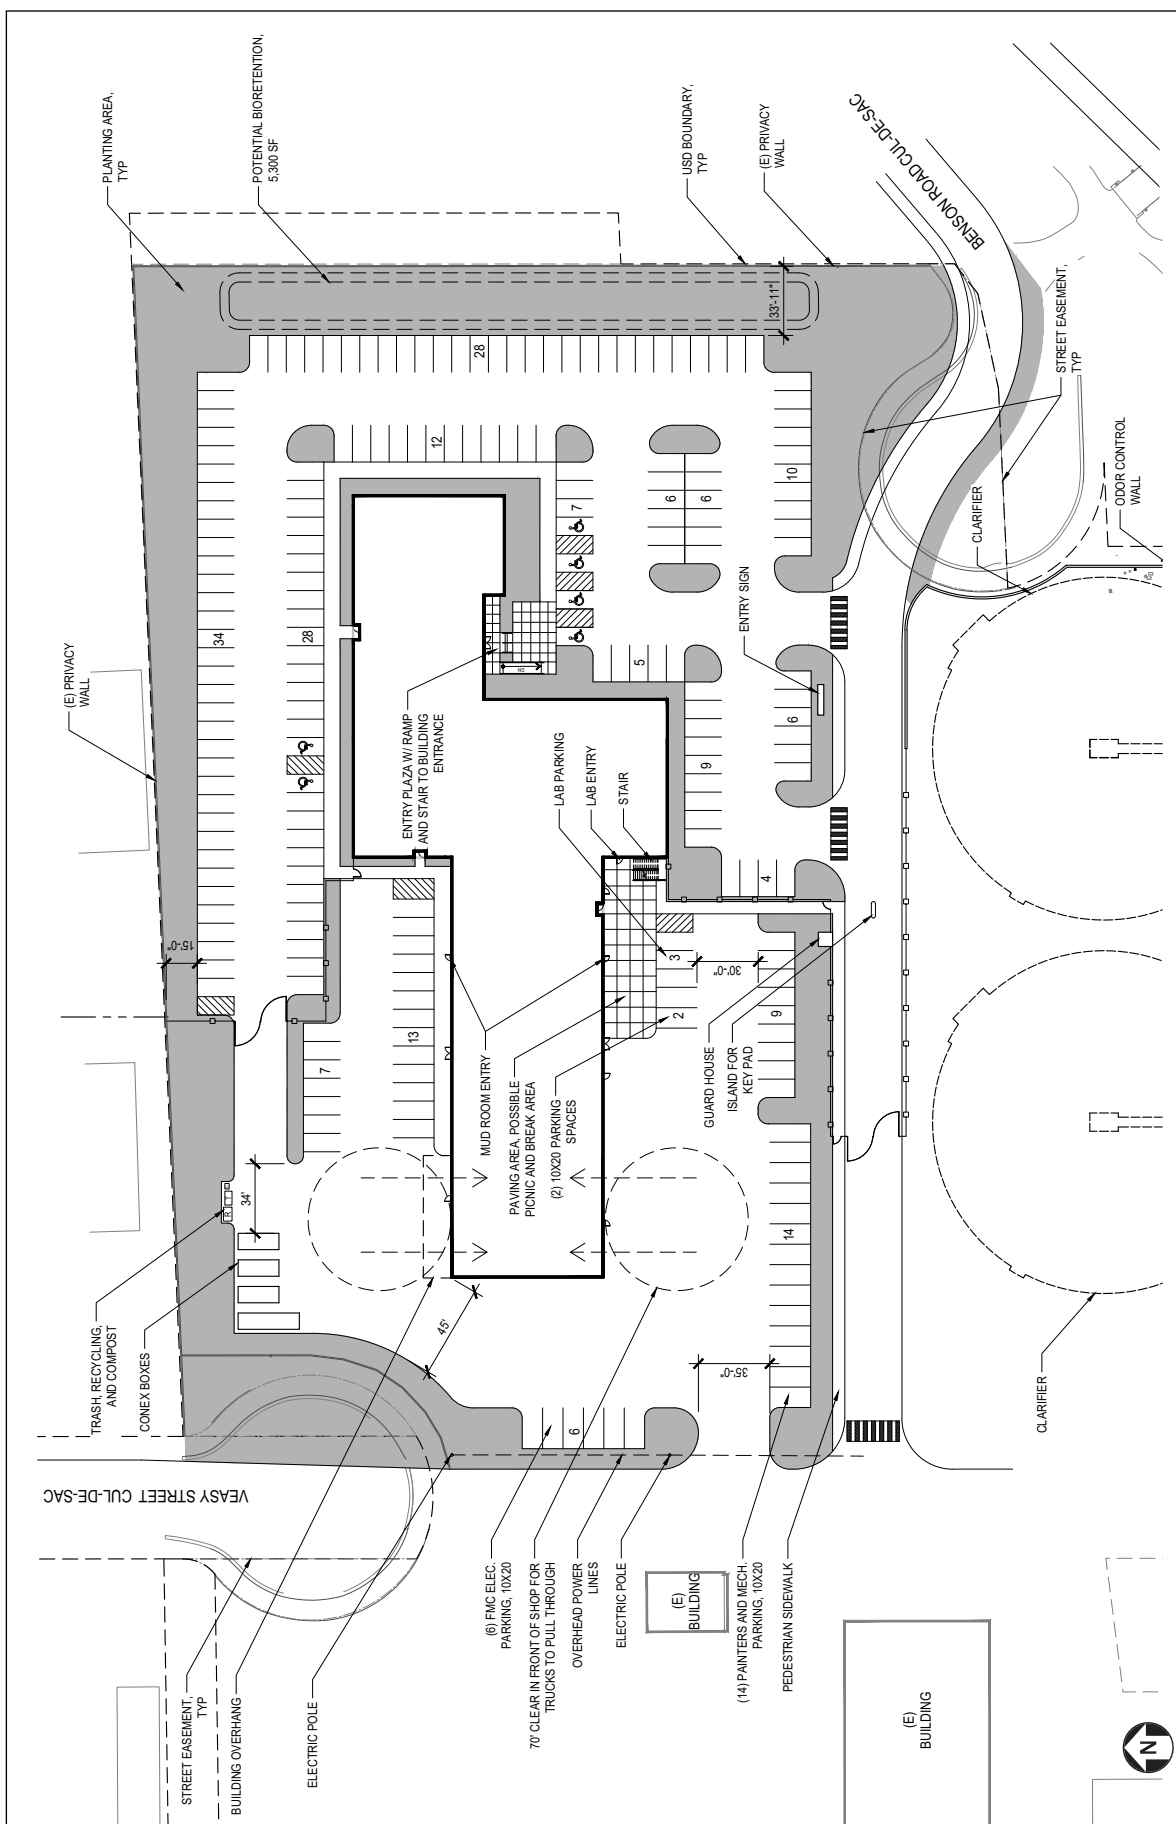 PLANTING AREA,
TYP
POTENTIAL BIORETENTION,
5,300 SF
USD BOUNDARY,
TYP
(E) PRIVACY
WALL
BENSON ROAD CUL-DE-SAC
33'-11"
STREET EASEMENT,
TYP
ODOR CONTROL
WALL
CLARIFIER
ENTRY SIGN
28
12
34
28
7
6
6
10
5
9
6
4
(E) PRIVACY
WALL
ENTRY PLAZA W/ RAMP
AND STAIR TO BUILDING
ENTRANCE
DN
LAB PARKING
LAB ENTRY
STAIR
15'-0"
3
30'-0"
2
9
13
7
MUD ROOM ENTRY
PAVING AREA, POSSIBLE
PICNIC AND BREAK AREA
(2) 10X20 PARKING
SPACES
GUARD HOUSE
ISLAND FOR
KEY PAD
34'
R
T
14
45'
35'-0"
6
TRASH, RECYCLING,
AND COMPOST
CONEX BOXES
CLARIFIER
VEASY STREET CUL-DE-SAC
STREET EASEMENT,
TYP
BUILDING OVERHANG
ELECTRIC POLE
(6) FMC ELEC.
PARKING, 10X20
70' CLEAR IN FRONT OF SHOP FOR
TRUCKS TO PULL THROUGH
OVERHEAD POWER
LINES
ELECTRIC POLE
(E)
BUILDING
(14) PAINTERS AND MECH.
PARKING, 10X20
PEDESTRIAN SIDEWALK
(E)
BUILDING
N